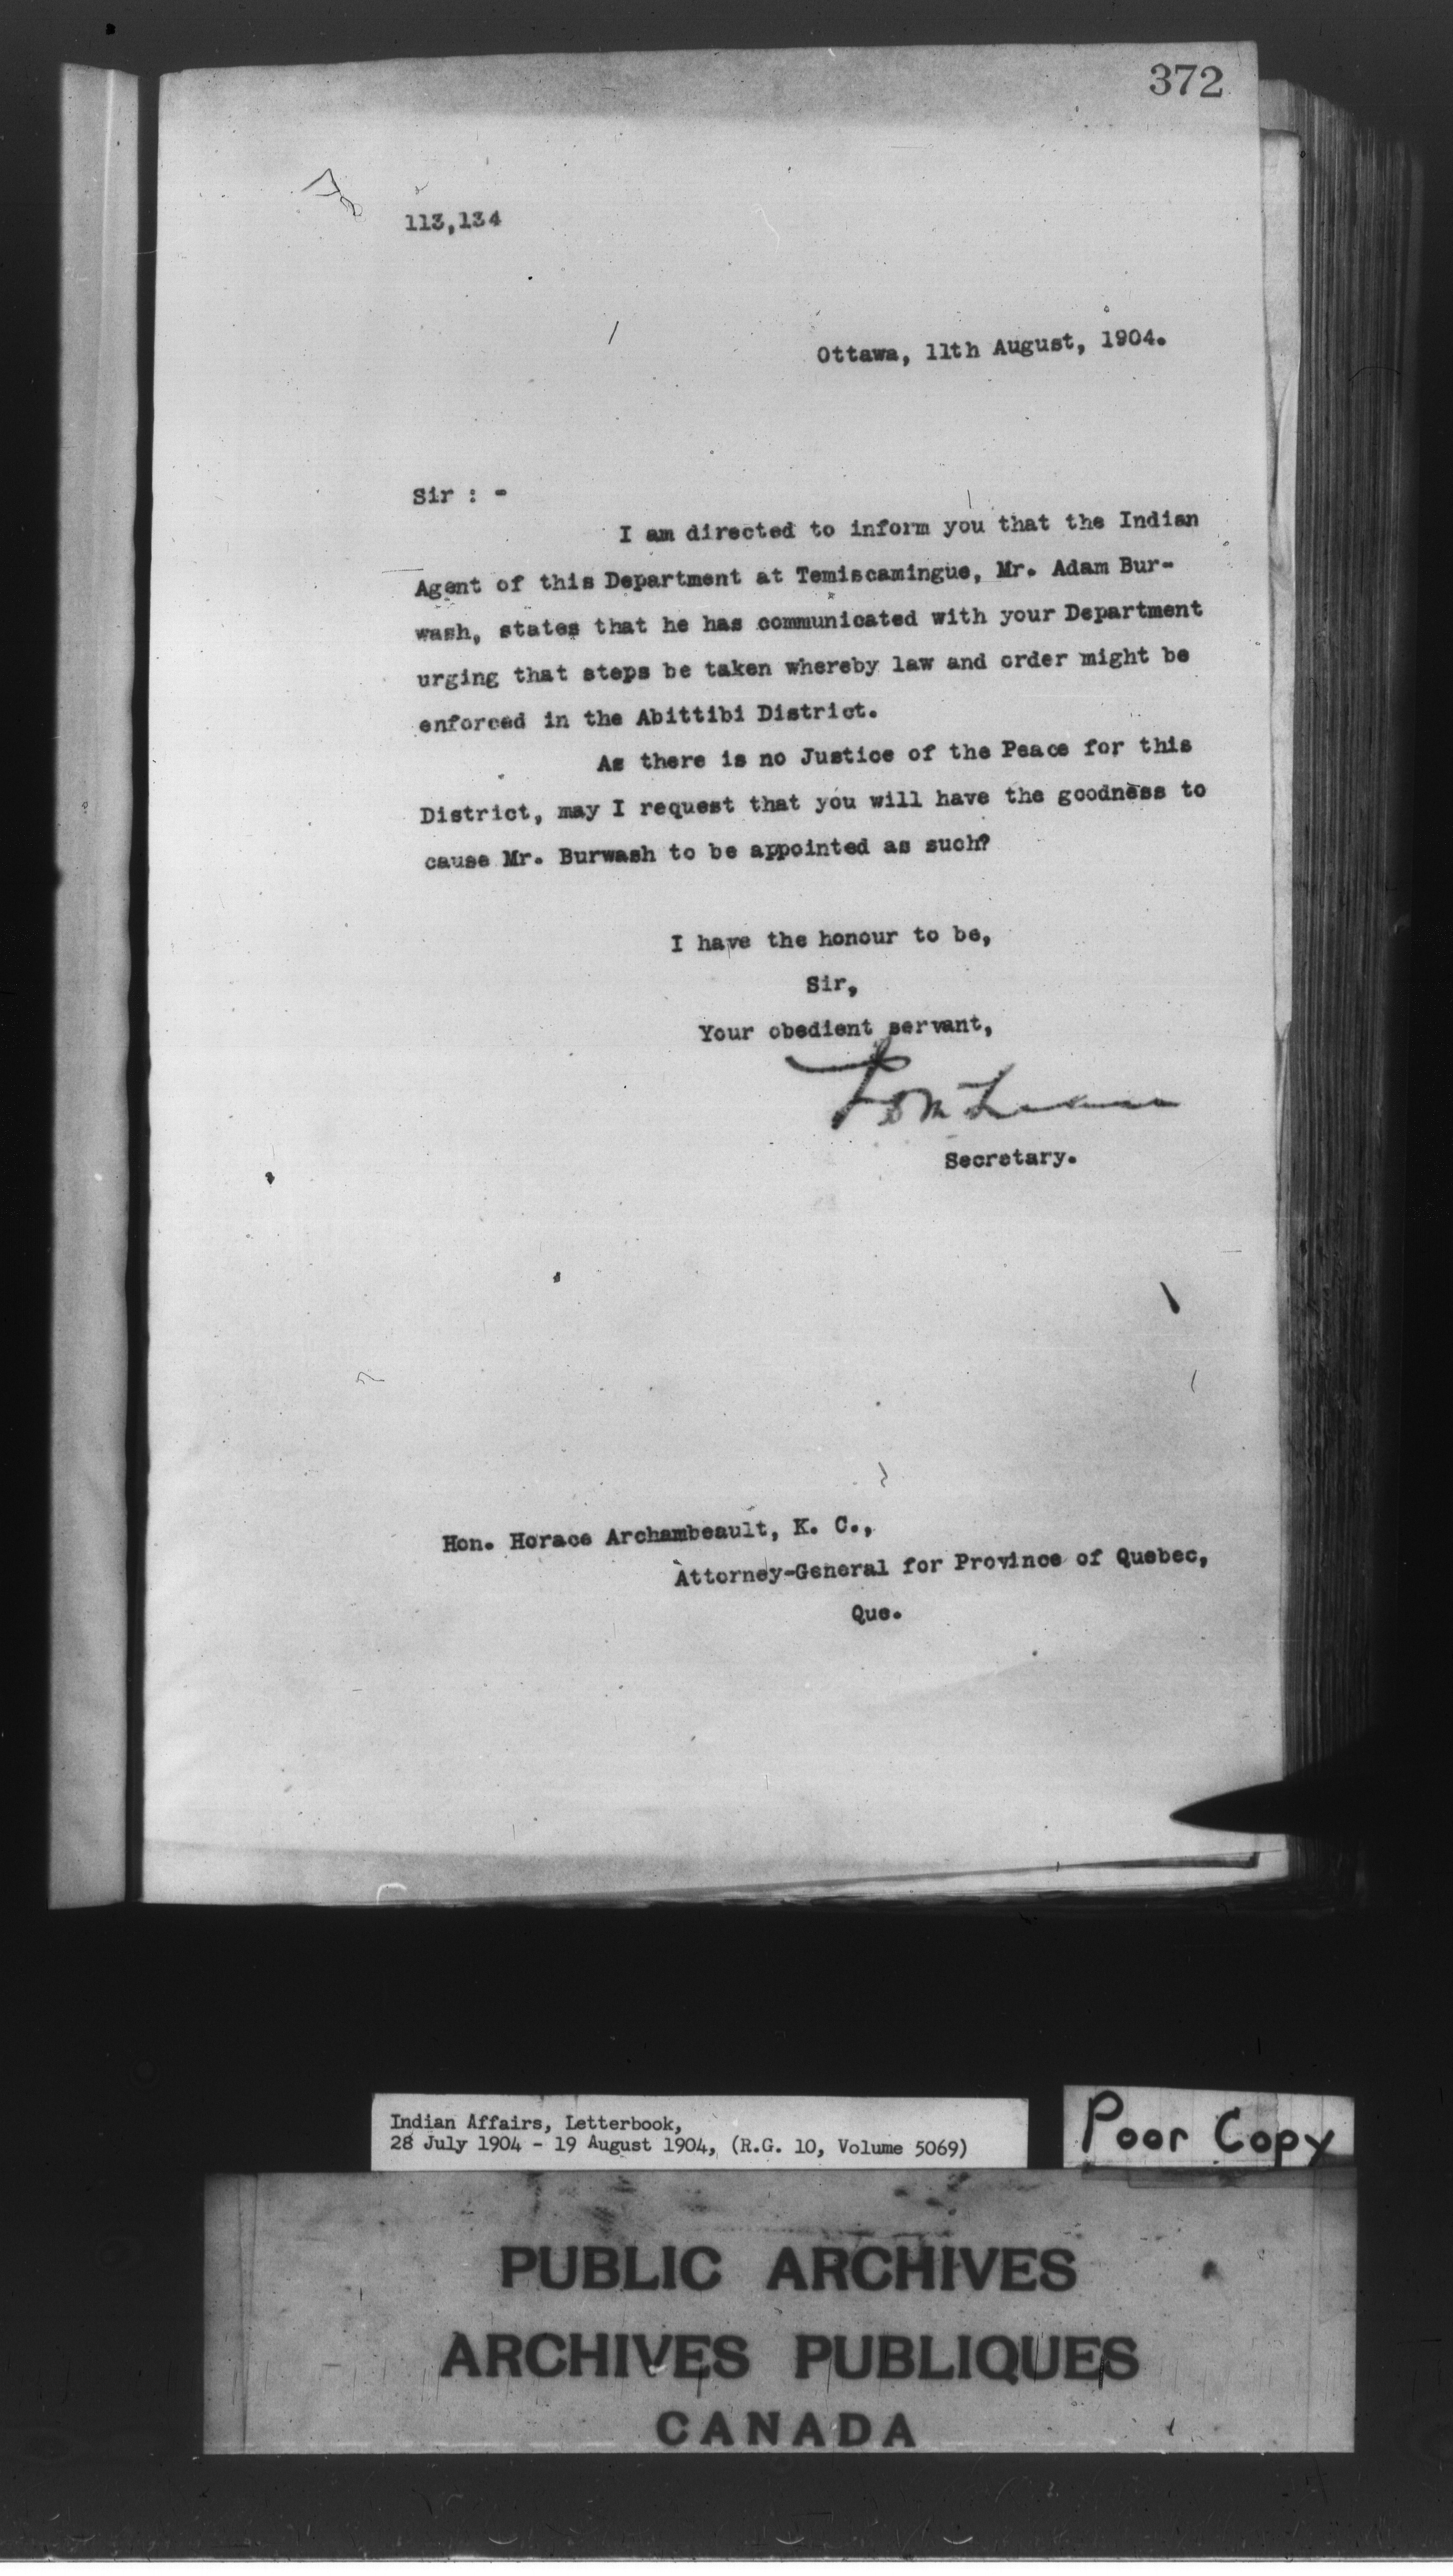 372
113,134
Ottawa, 11th August, 1904.
Sir : -
I am directed to inform you that the Indian
Agent of this Department at Temiscamingue, Mr. Adam Bur-
wash, states that he has communicated with your Department
urging that steps be taken whereby law and order might be
enforced in the Abittibi District.
As there is no Justice of the Peace for this
District, may I request that you will have the goodness to
cause Mr. Burwash to be appointed as such?
I have the honour to be,
Sir,
Your obedient servant,
Secretary.
Hon. Horace Archambeault, K. C.,
Attorney-General for Province of Quebec,
Que.
Indian Affairs, Letterbook,
28 July 1904 - 19 August 1904, (R.G. 10, Volume 5069)
Poor Copy
PUBLIC ARCHIVES
ARCHIVES PUBLIQUES
CANADA